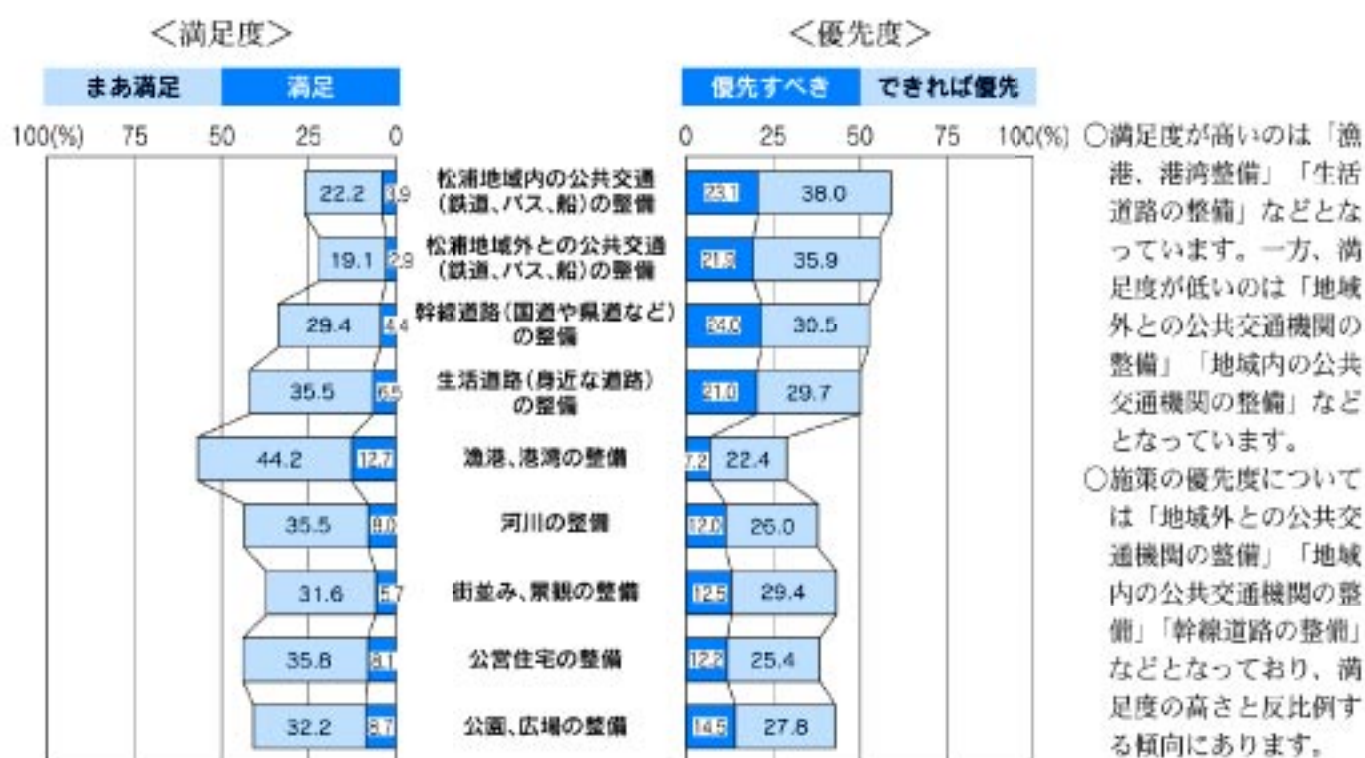 ＜満足度＞
＜優先度＞
まあ満足 満足
優先すべき できれば優先
100(%) 75 50 25 0
0 25 50 75 100(%)
22.2 3.9 松浦地域内の公共交通 23.1 38.0
(鉄道、バス、船)の整備
19.1 2.9 松浦地域外との公共交通 35.9
(鉄道、バス、船)の整備
29.4 4.4 幹線道路(国道や県道など) 24.0 30.5
の整備
35.5 6.5 生活道路(身近な道路) 21.0 29.7
の整備
44.2 12.7 漁港、港湾の整備 7.2 22.4
35.5 8.0 河川の整備 12.0 26.0
31.6 5.7 街並み、景観の整備 12.5 29.4
35.8 8.1 公営住宅の整備 12.2 25.4
32.2 8.7 公園、広場の整備 14.5 27.8
○満足度が高いのは「漁
港、港湾整備」「生活
道路の整備」などとな
っています。一方、満
足度が低いのは「地域
外との公共交通機関の
整備」「地域内の公共
交通機関の整備」など
となっています。
○施策の優先度について
は「地域外との公共交
通機関の整備」「地域
内の公共交通機関の整
備」「幹線道路の整備」
などとなっており、満
足度の高さと反比例す
る傾向にあります。